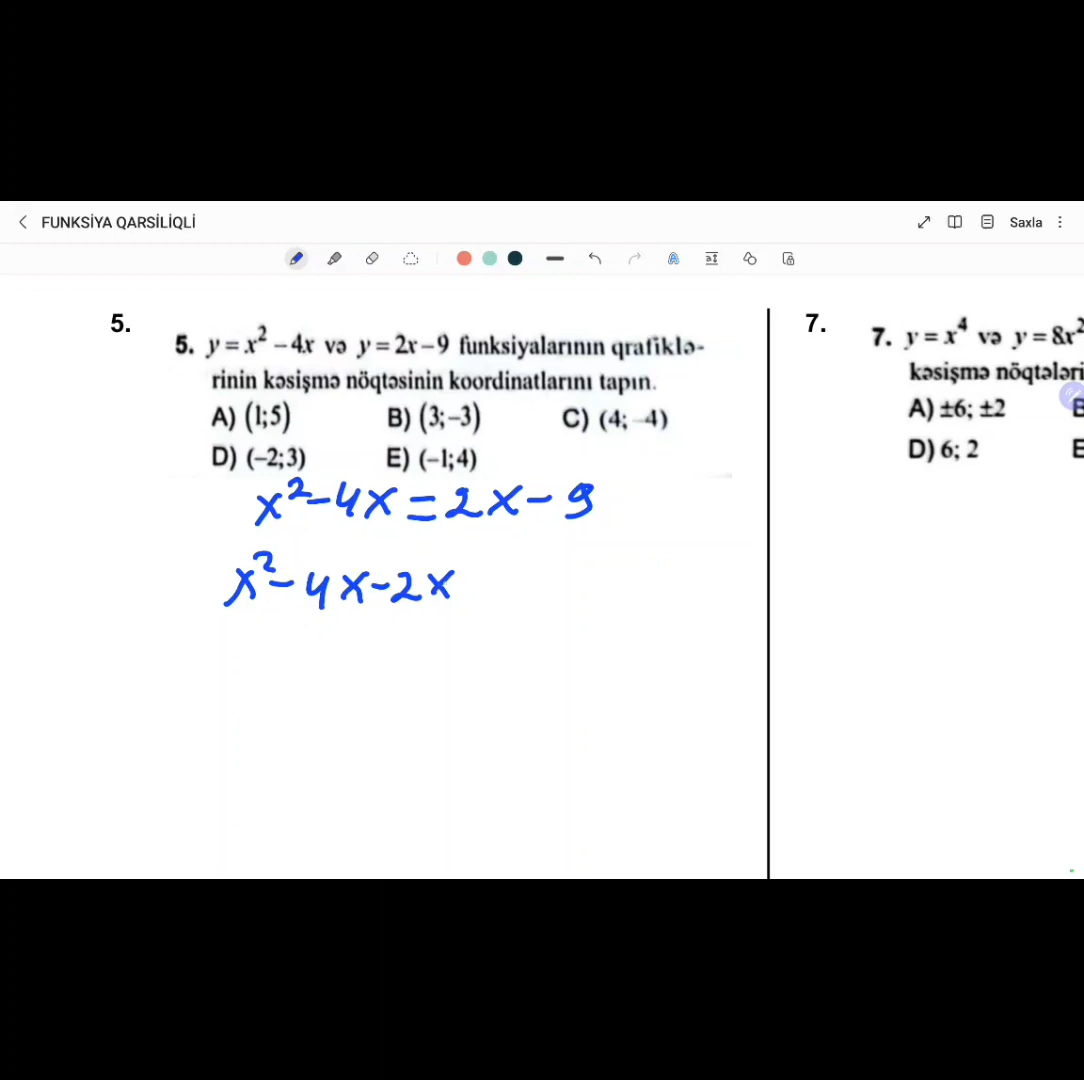 FUNKSİYA QARSİLİQLİ
Saxla
5.
5. y = x² – 4x və y = 2x – 9 funksiyalarının qrafiklə-
rinin kəsişmə nöqtəsinin koordinatlarını tapın.
A) (1;5) B) (3;–3) C) (4; –4)
D) (–2;3) E) (–1;4)
x² – 4x = 2x – 9
x² – 4x – 2x
7.
7. y = x⁴ və y = 8x²
kəsişmə nöqtələri
A) ±6; ±2
D) 6; 2 E